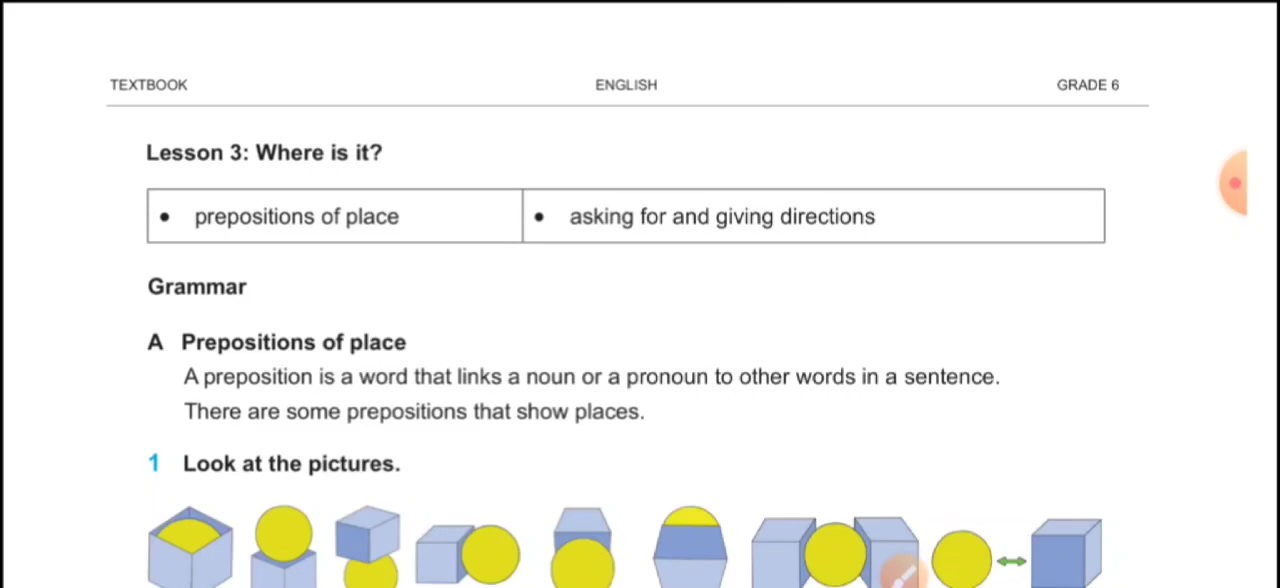 TEXTBOOK ENGLISH GRADE 6
Lesson 3: Where is it?
• prepositions of place • asking for and giving directions
Grammar
A Prepositions of place
A preposition is a word that links a noun or a pronoun to other words in a sentence.
There are some prepositions that show places.
1 Look at the pictures.